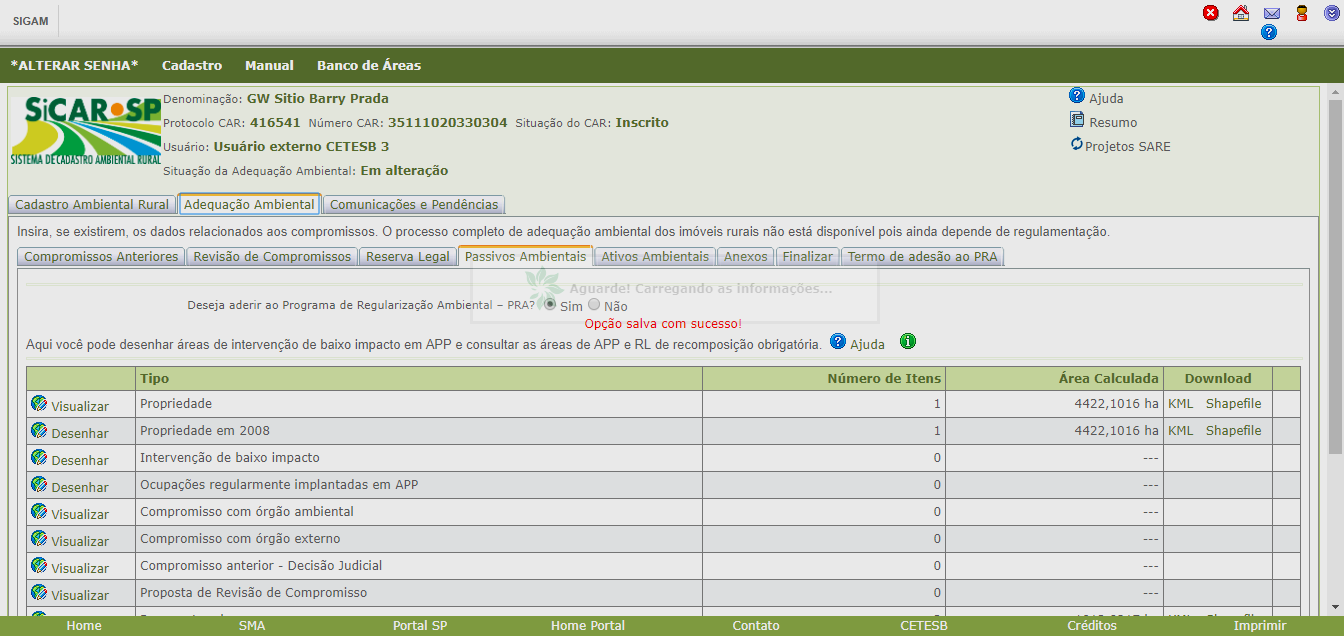 SIGAM
*ALTERAR SENHA* Cadastro Manual Banco de Áreas
SiCAR.SP
SISTEMA DE CADASTRO AMBIENTAL RURAL
Denominação: GW Sitio Barry Prada
Protocolo CAR: 416541 Número CAR: 35111020330304 Situação do CAR: Inscrito
Usuário: Usuário externo CETESB 3
Situação da Adequação Ambiental: Em alteração
Ajuda
Resumo
Projetos SARE
Cadastro Ambiental Rural Adequação Ambiental Comunicações e Pendências
Insira, se existirem, os dados relacionados aos compromissos. O processo completo de adequação ambiental dos imóveis rurais não está disponível pois ainda depende de regulamentação.
Compromissos Anteriores Revisão de Compromissos Reserva Legal Passivos Ambientais Ativos Ambientais Anexos Finalizar Termo de adesão ao PRA
Aguarde! Carregando as informações...
Deseja aderir ao Programa de Regularização Ambiental – PRA? Sim Não
Opção salva com sucesso!
Aqui você pode desenhar áreas de intervenção de baixo impacto em APP e consultar as áreas de APP e RL de recomposição obrigatória. Ajuda
Tipo Número de Itens Área Calculada Download
Visualizar Propriedade 1 4422,1016 ha KML Shapefile
Desenhar Propriedade em 2008 1 4422,1016 ha KML Shapefile
Desenhar Intervenção de baixo impacto 0 ---
Desenhar Ocupações regularmente implantadas em APP 0 ---
Visualizar Compromisso com órgão ambiental 0 ---
Visualizar Compromisso com órgão externo 0 ---
Visualizar Compromisso anterior - Decisão Judicial 0 ---
Visualizar Proposta de Revisão de Compromisso 0 ---
Home SMA Portal SP Home Portal Contato CETESB Créditos Imprimir